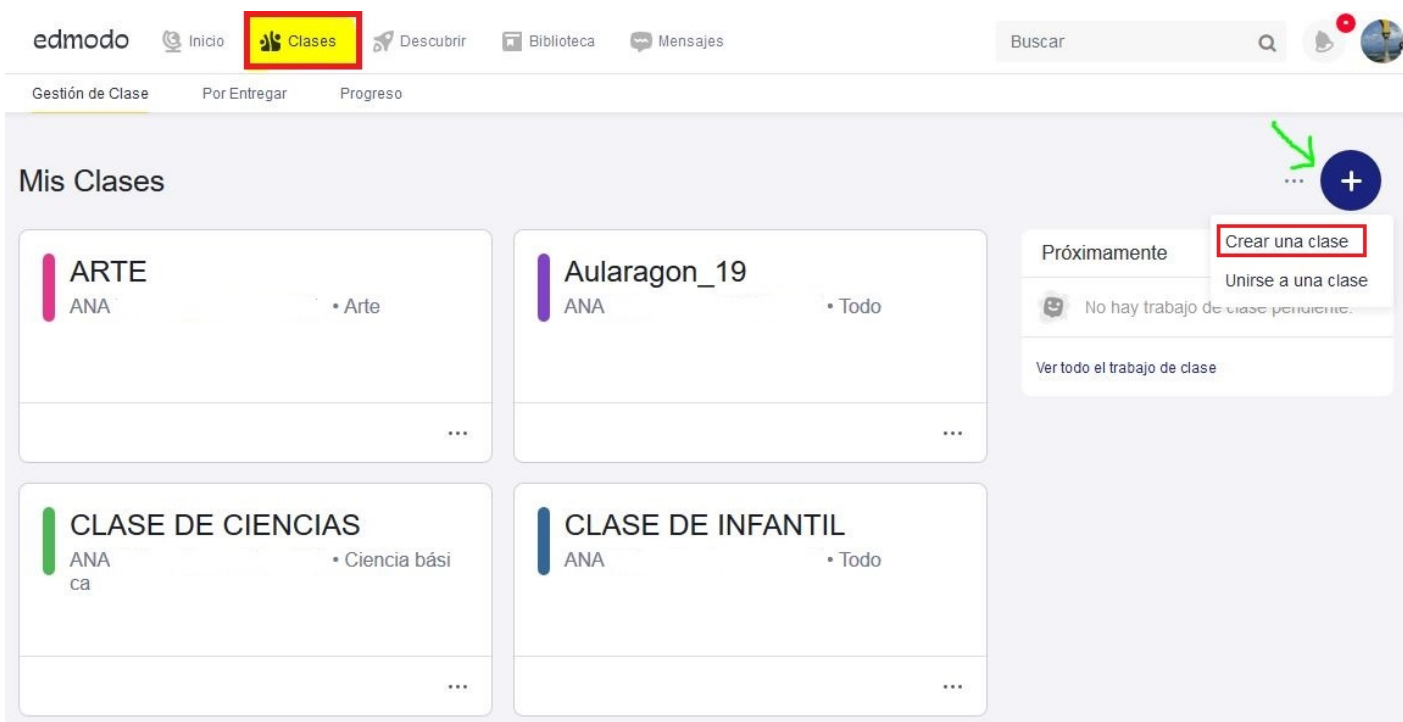 edmodo Inicio Clases Descubrir Biblioteca Mensajes Buscar
Gestión de Clase Por Entregar Progreso
Mis Clases
... +
Crear una clase
Unirse a una clase
ARTE
ANA • Arte
...
Aularagon_19
ANA • Todo
...
Próximamente
No hay trabajo de clase pendiente.
Ver todo el trabajo de clase
CLASE DE CIENCIAS
ANA • Ciencia bási
ca
...
CLASE DE INFANTIL
ANA • Todo
...